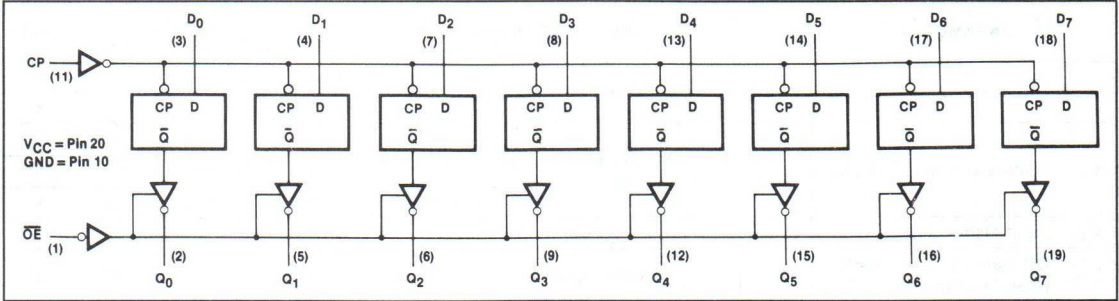 D0 D1 D2 D3 D4 D5 D6 D7
(3) (4) (7) (8) (13) (14) (17) (18)
CP
(11)
CP D CP D CP D CP D CP D CP D CP D CP D
Q̅ Q̅ Q̅ Q̅ Q̅ Q̅ Q̅ Q̅
VCC = Pin 20
GND = Pin 10
O̅E̅
(1)
(2) (5) (6) (9) (12) (15) (16) (19)
Q0 Q1 Q2 Q3 Q4 Q5 Q6 Q7